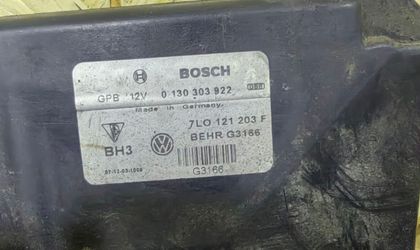 BOSCH
GPB 12V 0 130 303 922
Made in Germany
7L0 121 203 F
BEHR G3166
BH3
G3166